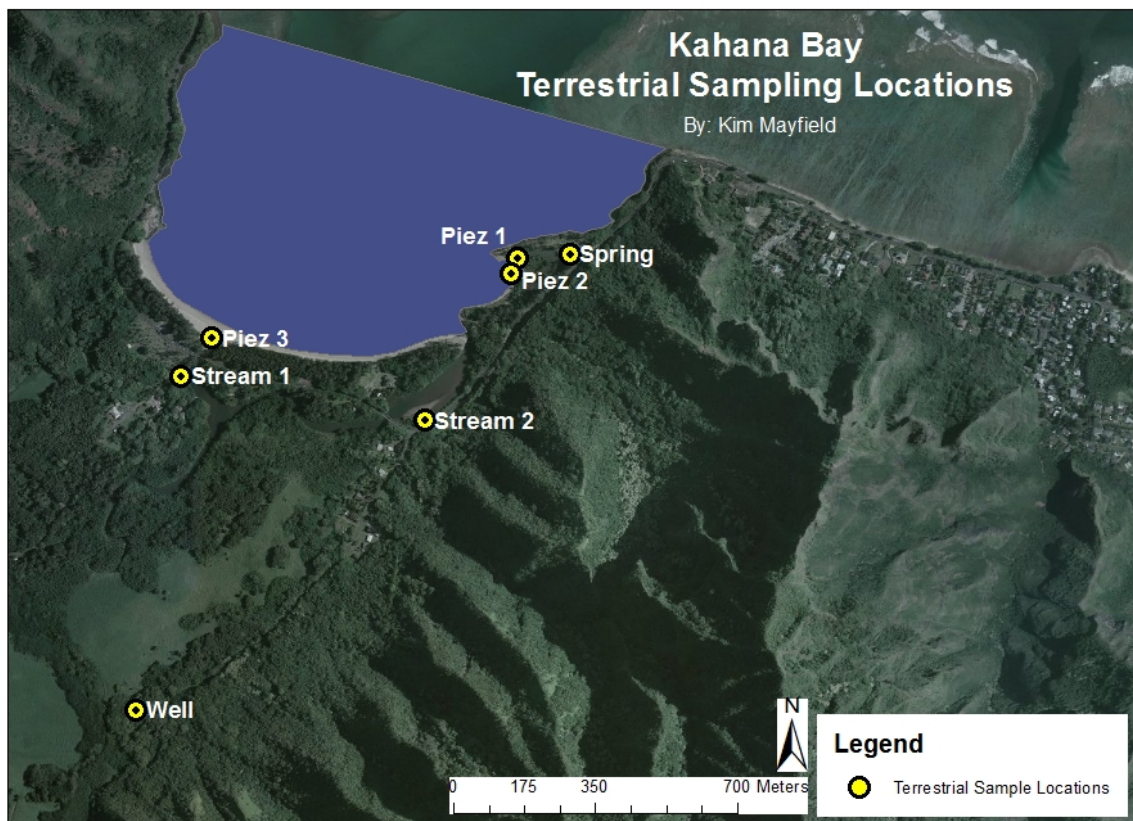 Kahana Bay
Terrestrial Sampling Locations
By: Kim Mayfield
Piez 1
Spring
Piez 2
Piez 3
Stream 1
Stream 2
Well
N
0 175 350 700 Meters
Legend
Terrestrial Sample Locations